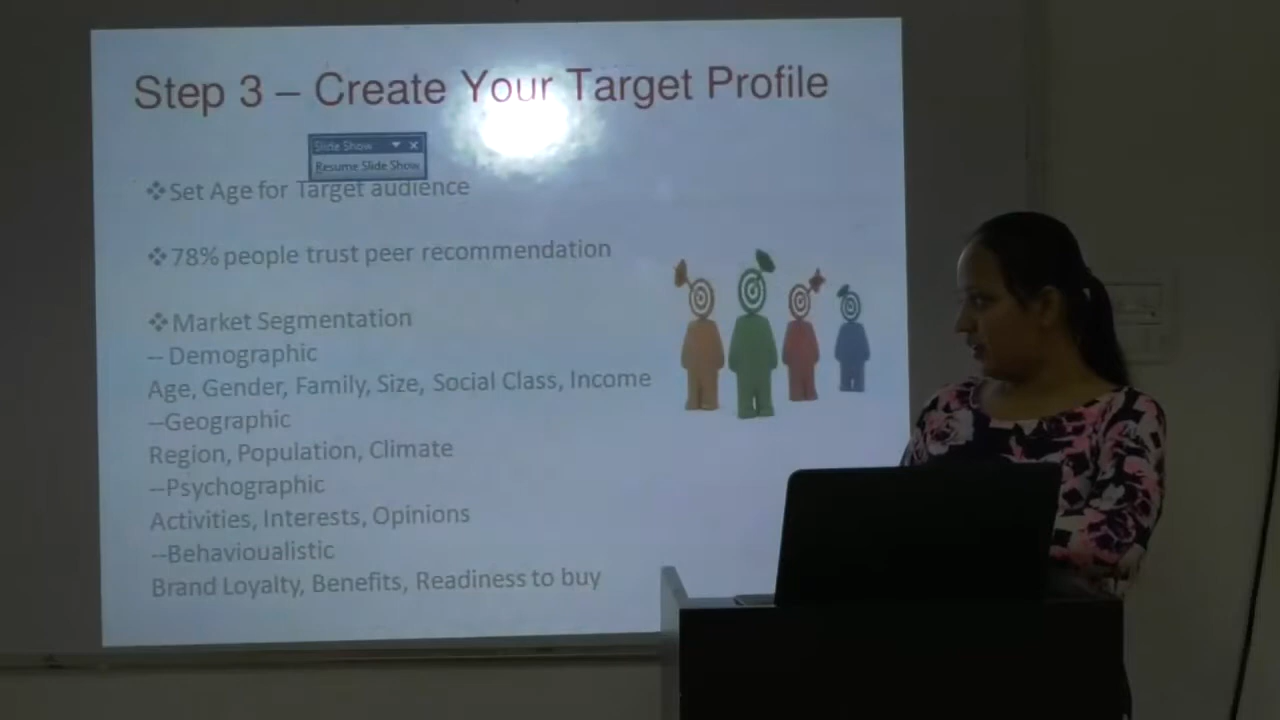 Step 3 – Create Your Target Profile
Slide Show
Resume Slide Show
❖Set Age for Target audience
❖78% people trust peer recommendation
❖Market Segmentation
-- Demographic
Age, Gender, Family, Size, Social Class, Income
--Geographic
Region, Population, Climate
--Psychographic
Activities, Interests, Opinions
--Behavioualistic
Brand Loyalty, Benefits, Readiness to buy